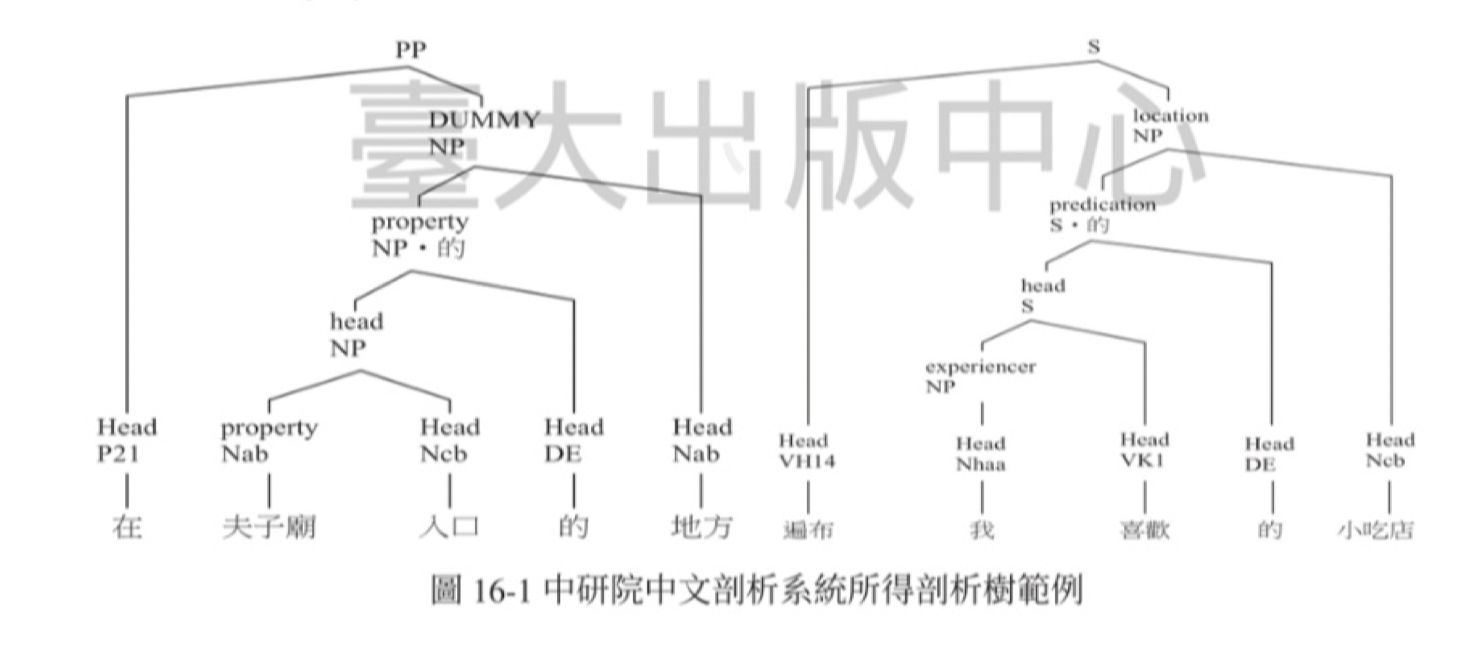 PP
DUMMY
NP
property
NP·的
head
NP
Head property Head Head Head
P21 Nab Ncb DE Nab
在 夫子廟 入口 的 地方
S
location
NP
predication
S·的
head
S
experiencer
NP
Head Head Head Head Head
VH14 Nhaa VK1 DE Ncb
遍布 我 喜歡 的 小吃店
臺大出版中心
圖 16-1 中研院中文剖析系統所得剖析樹範例